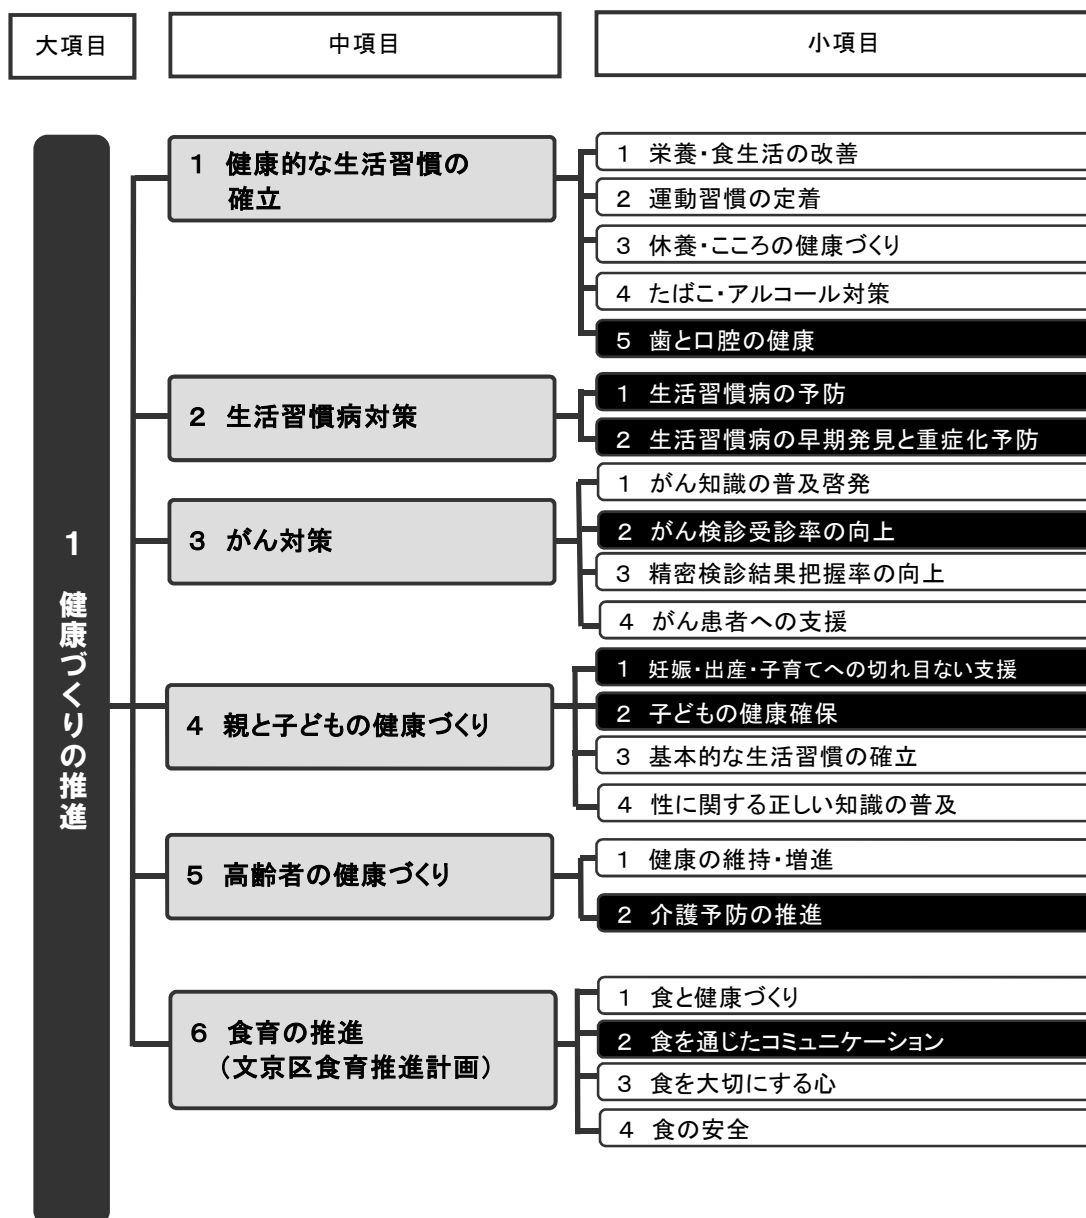 大項目
中項目
小項目
1 健康づくりの推進
1 健康的な生活習慣の
確立
1 栄養・食生活の改善
2 運動習慣の定着
3 休養・こころの健康づくり
4 たばこ・アルコール対策
5 歯と口腔の健康
2 生活習慣病対策
1 生活習慣病の予防
2 生活習慣病の早期発見と重症化予防
3 がん対策
1 がん知識の普及啓発
2 がん検診受診率の向上
3 精密検診結果把握率の向上
4 がん患者への支援
4 親と子どもの健康づくり
1 妊娠・出産・子育てへの切れ目ない支援
2 子どもの健康確保
3 基本的な生活習慣の確立
4 性に関する正しい知識の普及
5 高齢者の健康づくり
1 健康の維持・増進
2 介護予防の推進
6 食育の推進
（文京区食育推進計画）
1 食と健康づくり
2 食を通じたコミュニケーション
3 食を大切にする心
4 食の安全